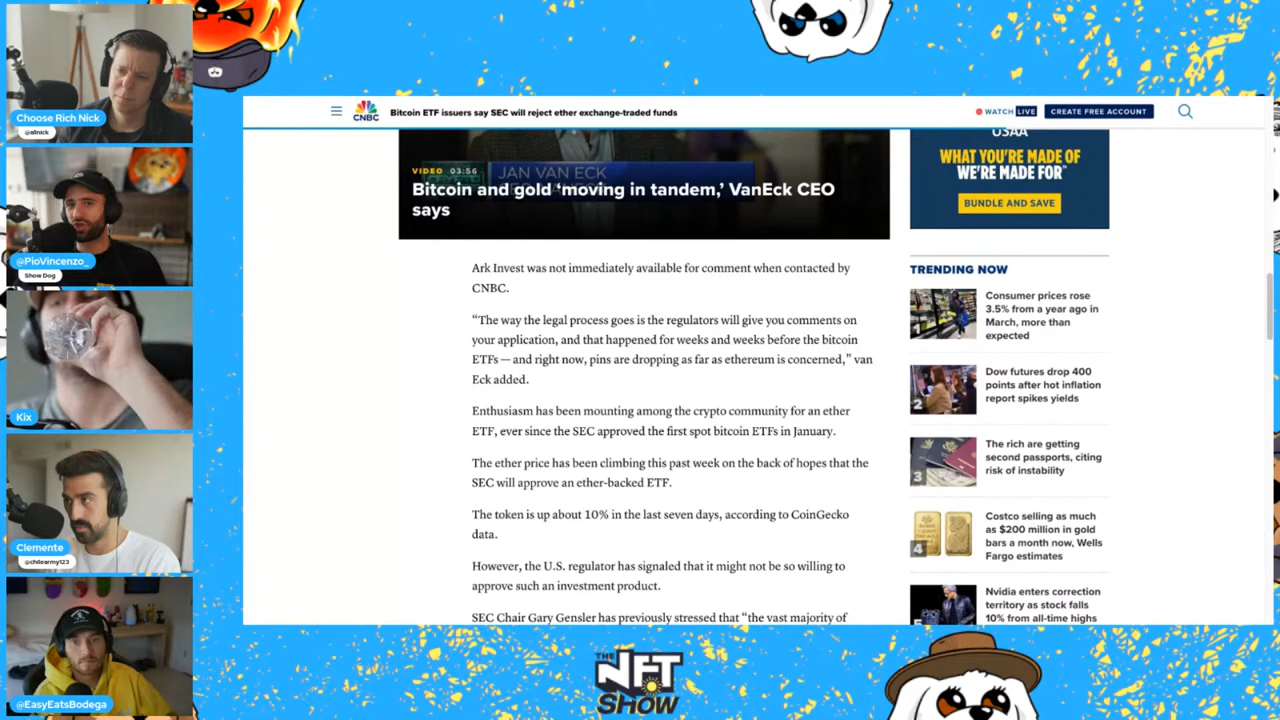 Choose Rich Nick
@allnick
@PioVincenzo_
Show Dog
Kix
Clemente
@chilearmy123
@EasyEatsBodega
CNBC
Bitcoin ETF issuers say SEC will reject ether exchange-traded funds
WATCH LIVE
CREATE FREE ACCOUNT
JAN VAN ECK
VIDEO 03:56
Bitcoin and gold ‘moving in tandem,’ VanEck CEO
says
Ark Invest was not immediately available for comment when contacted by
CNBC.
“The way the legal process goes is the regulators will give you comments on
your application, and that happened for weeks and weeks before the bitcoin
ETFs — and right now, pins are dropping as far as ethereum is concerned,” van
Eck added.
Enthusiasm has been mounting among the crypto community for an ether
ETF, ever since the SEC approved the first spot bitcoin ETFs in January.
The ether price has been climbing this past week on the back of hopes that the
SEC will approve an ether-backed ETF.
The token is up about 10% in the last seven days, according to CoinGecko
data.
However, the U.S. regulator has signaled that it might not be so willing to
approve such an investment product.
SEC Chair Gary Gensler has previously stressed that “the vast majority of
USAA
WHAT YOU'RE MADE OF
WE'RE MADE FOR™
BUNDLE AND SAVE
TRENDING NOW
Consumer prices rose
3.5% from a year ago in
March, more than
expected
2
Dow futures drop 400
points after hot inflation
report spikes yields
3
The rich are getting
second passports, citing
risk of instability
4
Costco selling as much
as $200 million in gold
bars a month now, Wells
Fargo estimates
Nvidia enters correction
territory as stock falls
10% from all-time highs
THE
NFT
SHOW